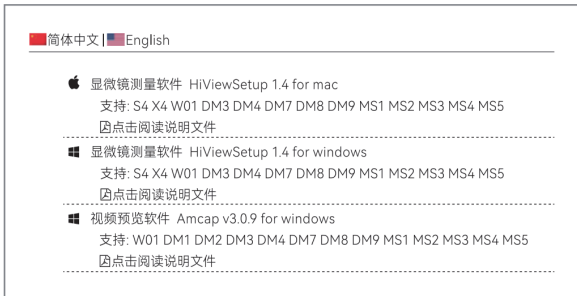 简体中文|English
显微镜测量软件 HiViewSetup 1.4 for mac
支持: S4 X4 W01 DM3 DM4 DM7 DM8 DM9 MS1 MS2 MS3 MS4 MS5
点击阅读说明文件
显微镜测量软件 HiViewSetup 1.4 for windows
支持: S4 X4 W01 DM3 DM4 DM7 DM8 DM9 MS1 MS2 MS3 MS4 MS5
点击阅读说明文件
视频预览软件 Amcap v3.0.9 for windows
支持: W01 DM1 DM2 DM3 DM4 DM7 DM8 DM9 MS1 MS2 MS3 MS4 MS5
点击阅读说明文件